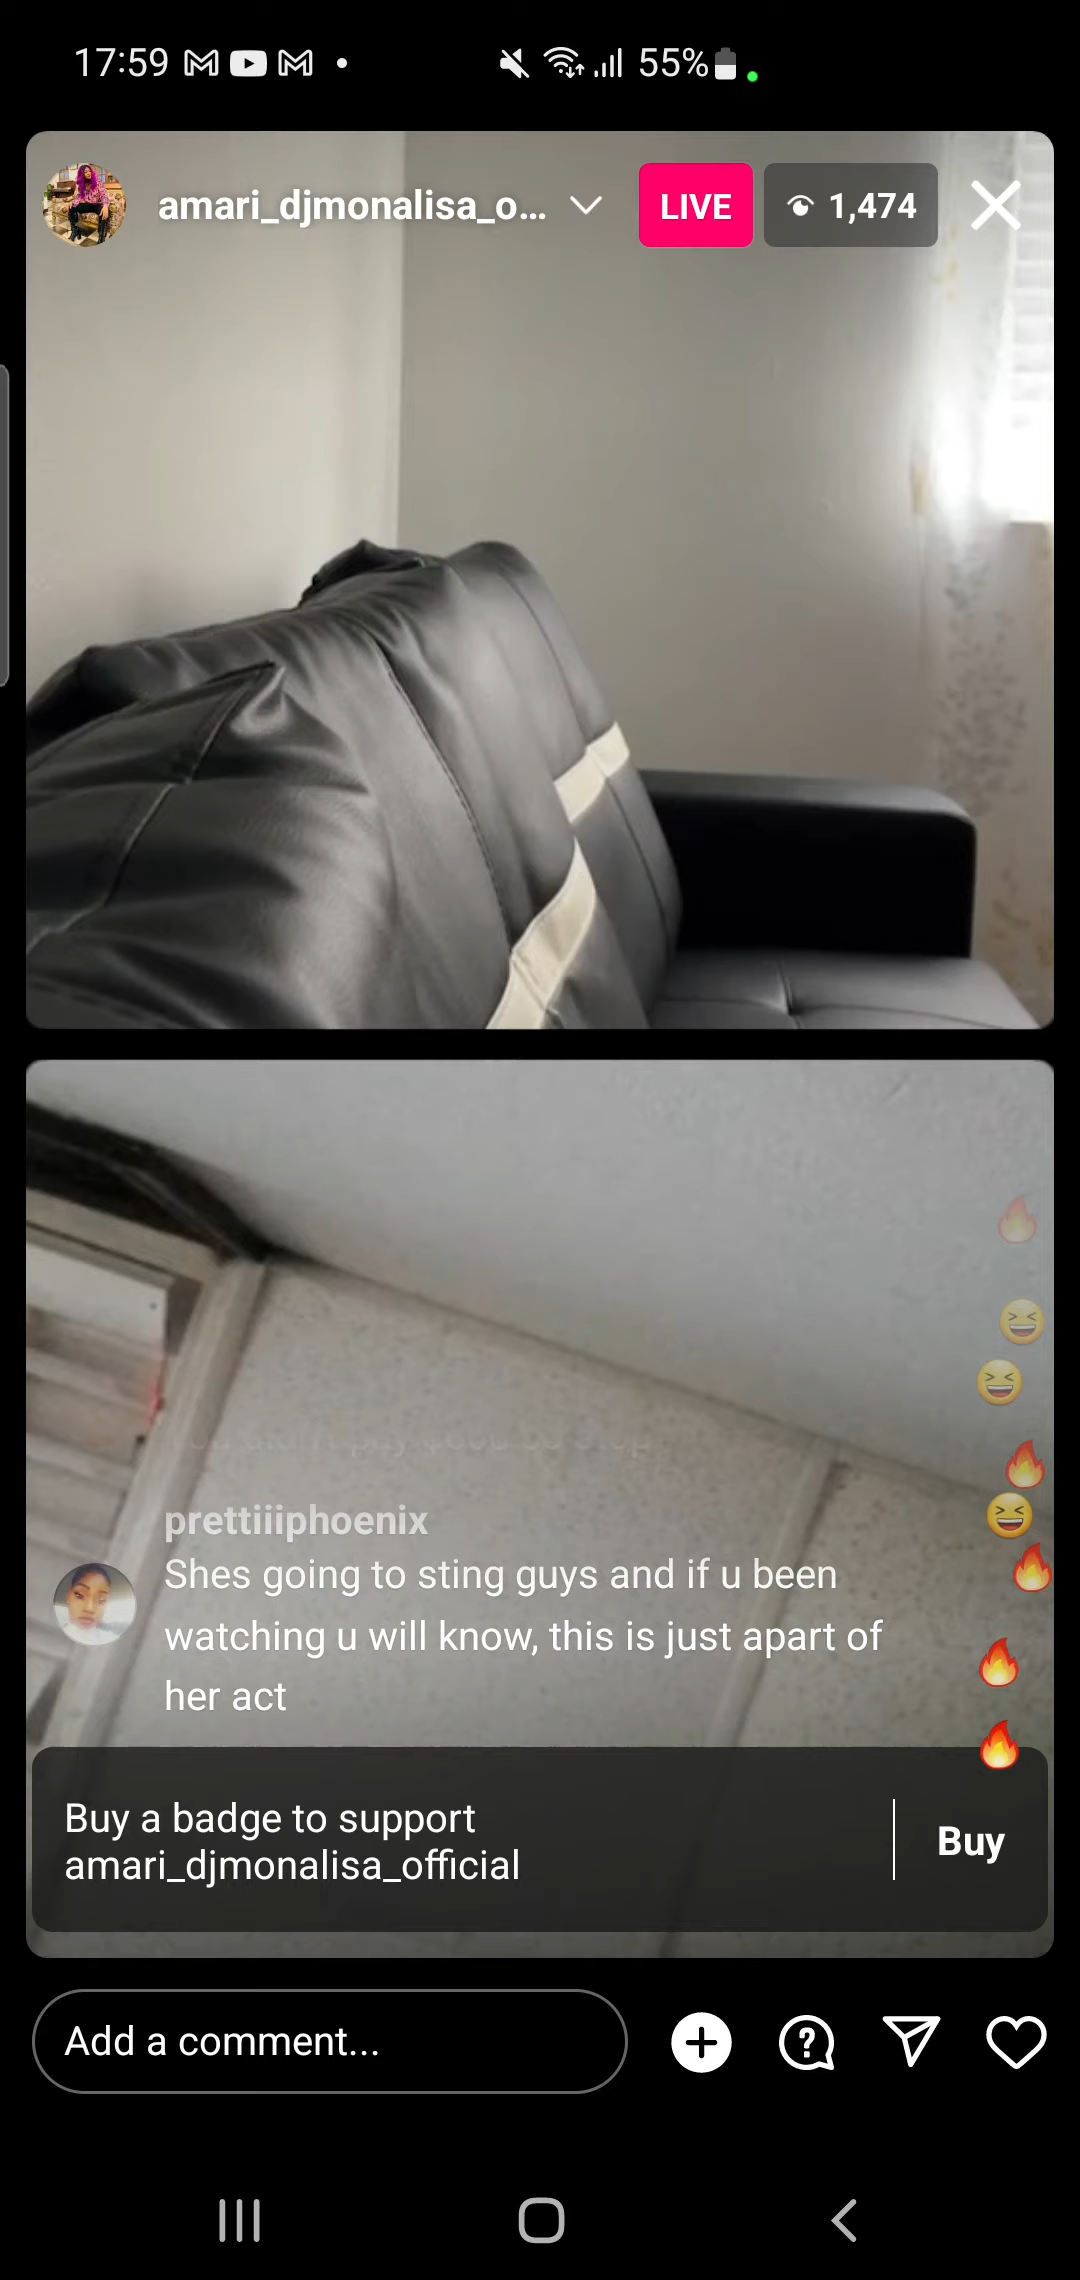 17:59
55%
amari_djmonalisa_o...
LIVE
1,474
prettiiiphoenix
Shes going to sting guys and if u been
watching u will know, this is just apart of
her act
Buy a badge to support
amari_djmonalisa_official
Buy
Add a comment...